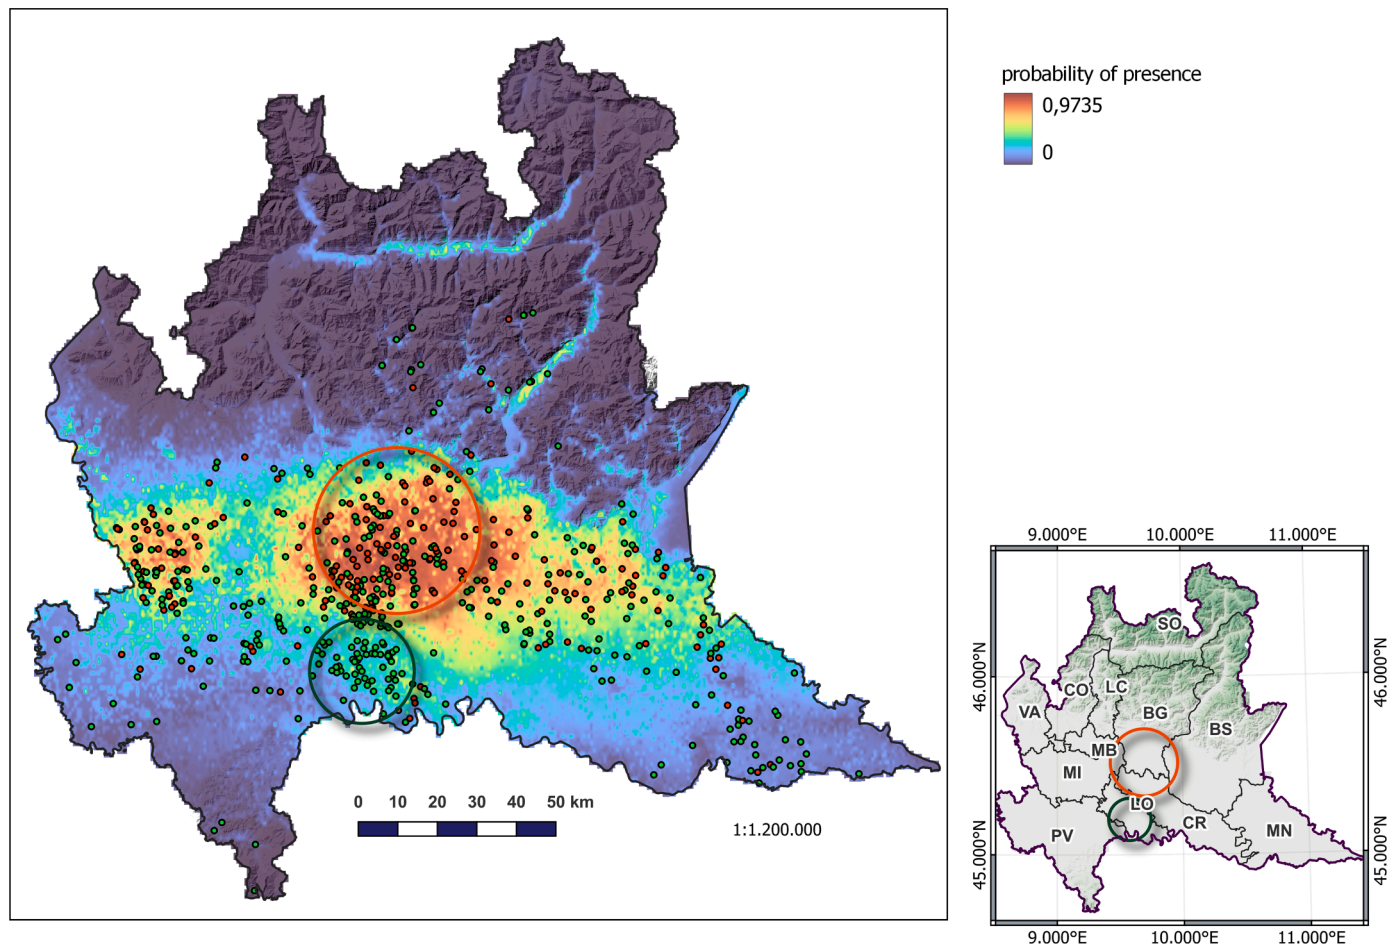 probability of presence
0,9735
0
0 10 20 30 40 50 km
1:1.200.000
9.000°E 10.000°E 11.000°E
46.000°N 46.000°N
45.000°N 45.000°N
SO
CO LC
VA BG
BS
MB
MI
LO
CR
PV MN
9.000°E 10.000°E 11.000°E